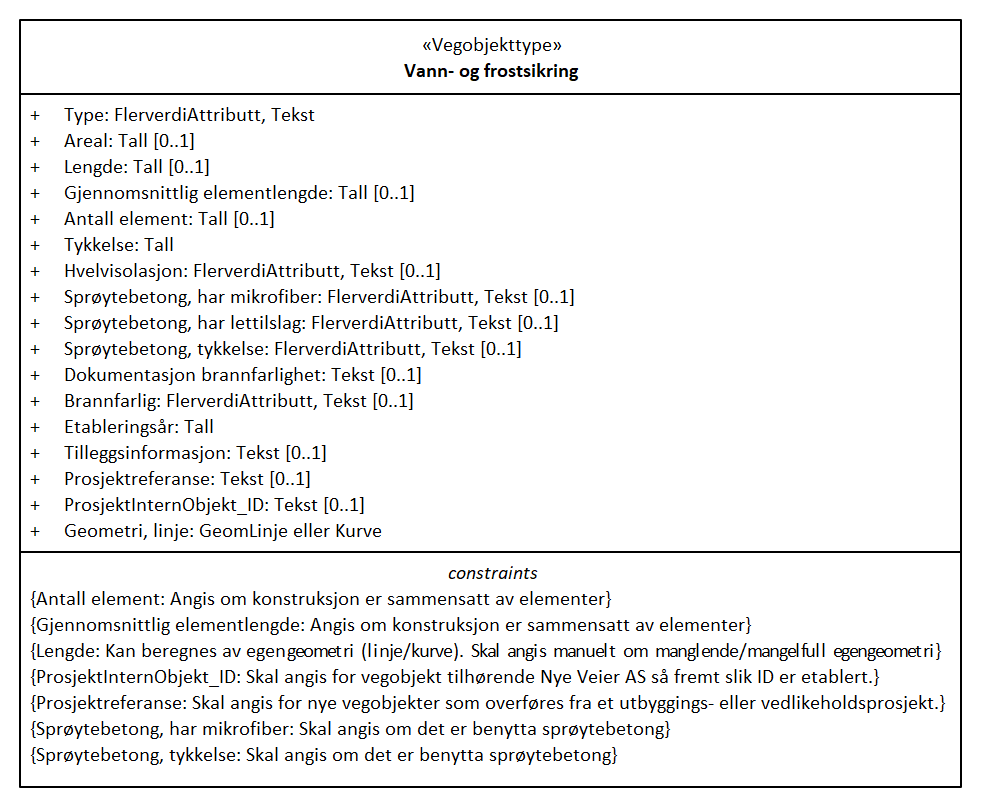 «Vegobjekttype»
Vann- og frostsikring
+ Type: FlerverdiAttributt, Tekst
+ Areal: Tall [0..1]
+ Lengde: Tall [0..1]
+ Gjennomsnittlig elementlengde: Tall [0..1]
+ Antall element: Tall [0..1]
+ Tykkelse: Tall
+ Hvelvisolasjon: FlerverdiAttributt, Tekst [0..1]
+ Sprøytebetong, har mikrofiber: FlerverdiAttributt, Tekst [0..1]
+ Sprøytebetong, har lettilslag: FlerverdiAttributt, Tekst [0..1]
+ Sprøytebetong, tykkelse: FlerverdiAttributt, Tekst [0..1]
+ Dokumentasjon brannfarlighet: Tekst [0..1]
+ Brannfarlig: FlerverdiAttributt, Tekst [0..1]
+ Etableringsår: Tall
+ Tilleggsinformasjon: Tekst [0..1]
+ Prosjektreferanse: Tekst [0..1]
+ ProsjektInternObjekt_ID: Tekst [0..1]
+ Geometri, linje: GeomLinje eller Kurve
constraints
{Antall element: Angis om konstruksjon er sammensatt av elementer}
{Gjennomsnittlig elementlengde: Angis om konstruksjon er sammensatt av elementer}
{Lengde: Kan beregnes av egengeometri (linje/kurve). Skal angis manuelt om manglende/mangelfull egengeometri}
{ProsjektInternObjekt_ID: Skal angis for vegobjekt tilhørende Nye Veier AS så fremt slik ID er etablert.}
{Prosjektreferanse: Skal angis for nye vegobjekter som overføres fra et utbyggings- eller vedlikeholdsprosjekt.}
{Sprøytebetong, har mikrofiber: Skal angis om det er benytta sprøytebetong}
{Sprøytebetong, tykkelse: Skal angis om det er benytta sprøytebetong}